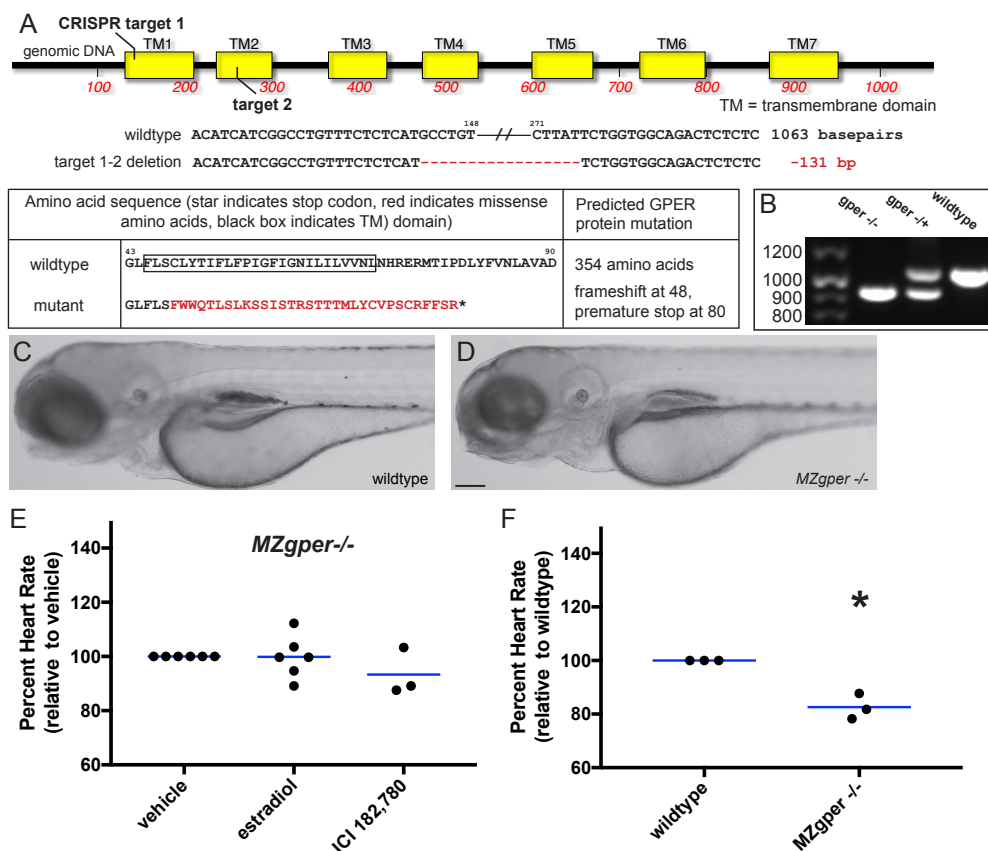 A
CRISPR target 1
genomic DNA
TM1 TM2 TM3 TM4 TM5 TM6 TM7
target 2
100 200 300 400 500 600 700 800 900 1000
TM = transmembrane domain
148 271
wildtype ACATCATCGGCCTGTTTCTCTCATGCCTGT—//—CTTATTCTGGTGGCAGACTCTCTC 1063 basepairs
target 1-2 deletion ACATCATCGGCCTGTTTCTCTCAT-----------------TCTGGTGGCAGACTCTCTC -131 bp
Amino acid sequence (star indicates stop codon, red indicates missense
amino acids, black box indicates TM) domain)
Predicted GPER
protein mutation
43 90
wildtype GLFLSCLYTIFLFPIGFIGNILILVVNLNHRERMTIPDLYFVNLAVAD 354 amino acids
mutant GLFLSFWWQTLSLKSSISTRSTTTMLYCVPSCRFFSR* frameshift at 48,
premature stop at 80
B
gper -/- gper -/+ wildtype
1200
1000
900
800
C
wildtype
D
MZgper -/-
E
MZgper-/-
Percent Heart Rate
(relative to vehicle)
140
120
100
80
60
vehicle estradiol ICI 182,780
F
Percent Heart Rate
(relative to wildtype)
140
120
100
80
60
*
wildtype MZgper -/-